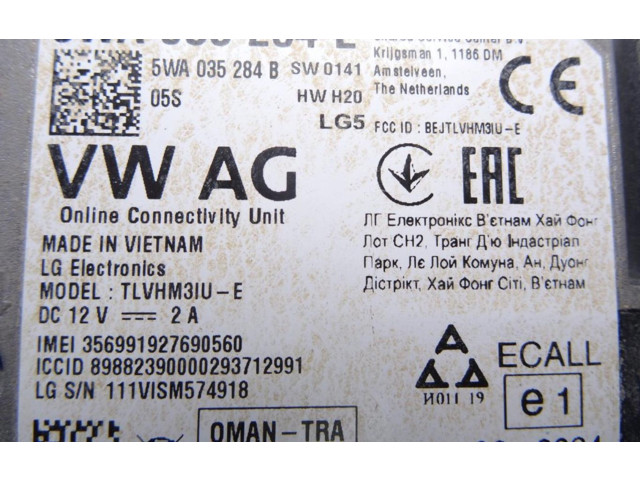 5WA 035 284 B SW 0141
05S HW H20
LG5
Krijgsman 1, 1186 DM
Amstelveen,
The Netherlands
CE
FCC ID : BEJTLVHM3IU-E
VW AG
Online Connectivity Unit
MADE IN VIETNAM
LG Electronics
MODEL : TLVHM3IU-E
DC 12 V 2 A
IMEI 356991927690560
ICCID 89882390000293712991
LG S/N 111VISM574918
EAC
ЛГ Електронікс В'єтнам Хай Фонг
Лот СН2, Транг Д'ю Індастріал
Парк, Лє Лой Комуна, Ан, Дуонг
Дістрікт, Хай Фонг Сіті, В'єтнам
И011 19
ECALL
e1
OMAN-TRA